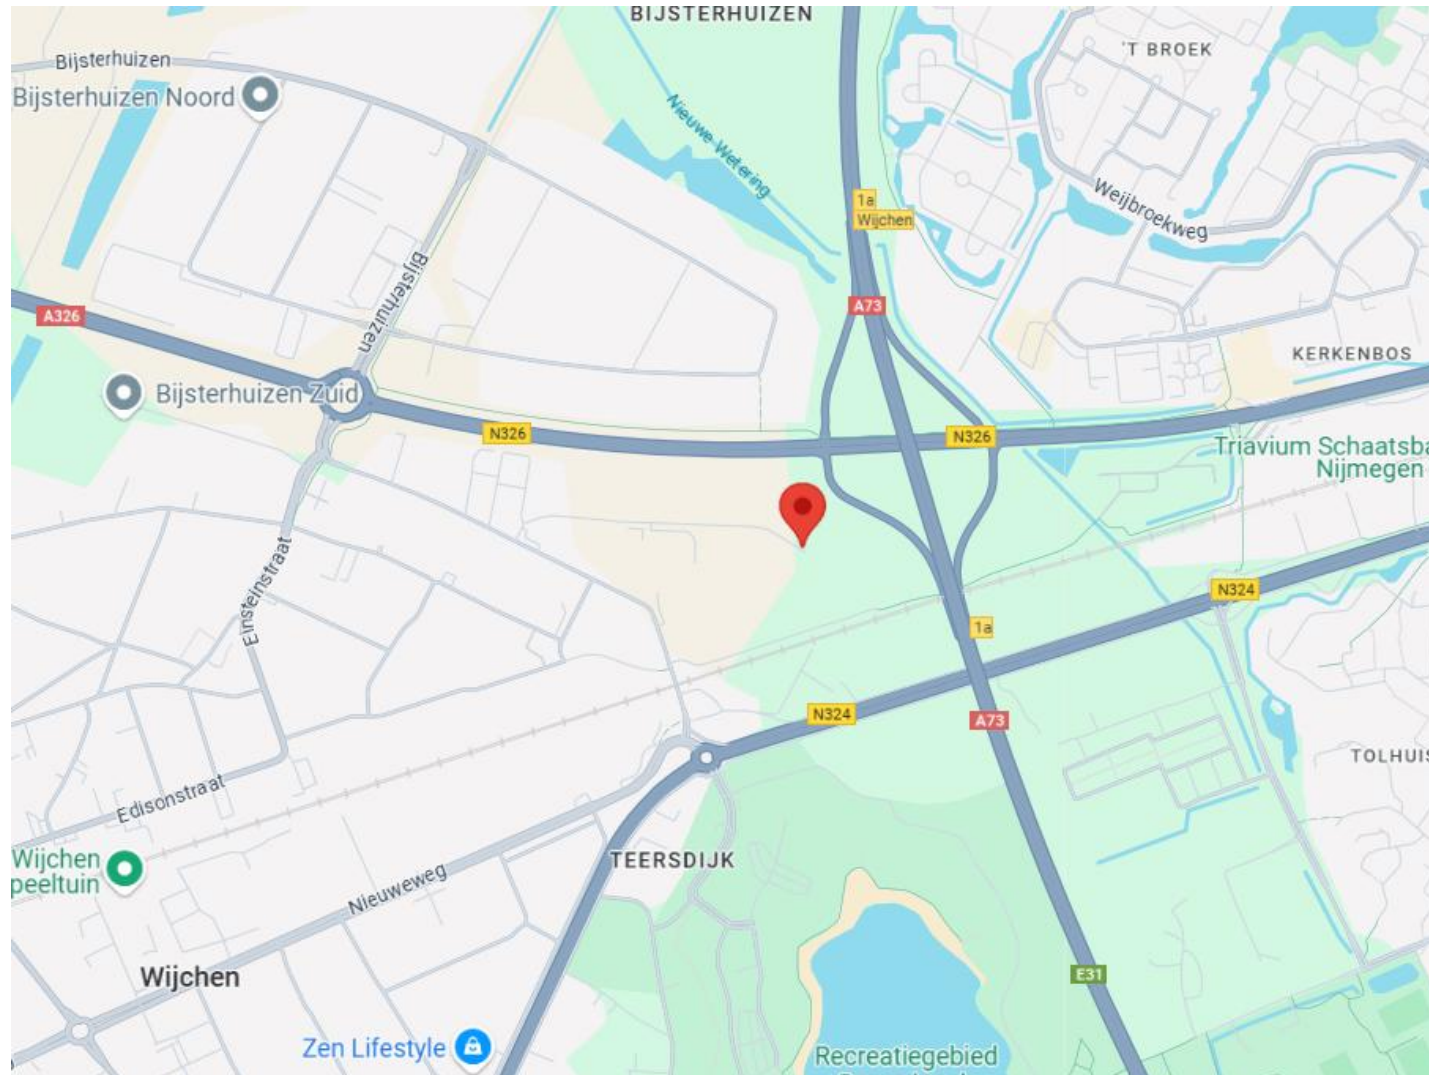 BIJSTERHUIZEN
'T BROEK
Bijsterhuizen
Bijsterhuizen Noord
Nieuwe Wetering
1a
Wijchen
Weijbroekweg
Bijsterhuizen
A326
A73
KERKENBOS
Bijsterhuizen Zuid
N326
N326
Triavium Schaatsba
Nijmegen
Einsteinstraat
N324
1a
N324
A73
TOLHUIS
Edisonstraat
Wijchen
peeltuin
TEERSDIJK
Nieuweweg
Wijchen
E31
Zen Lifestyle
Recreatiegebied